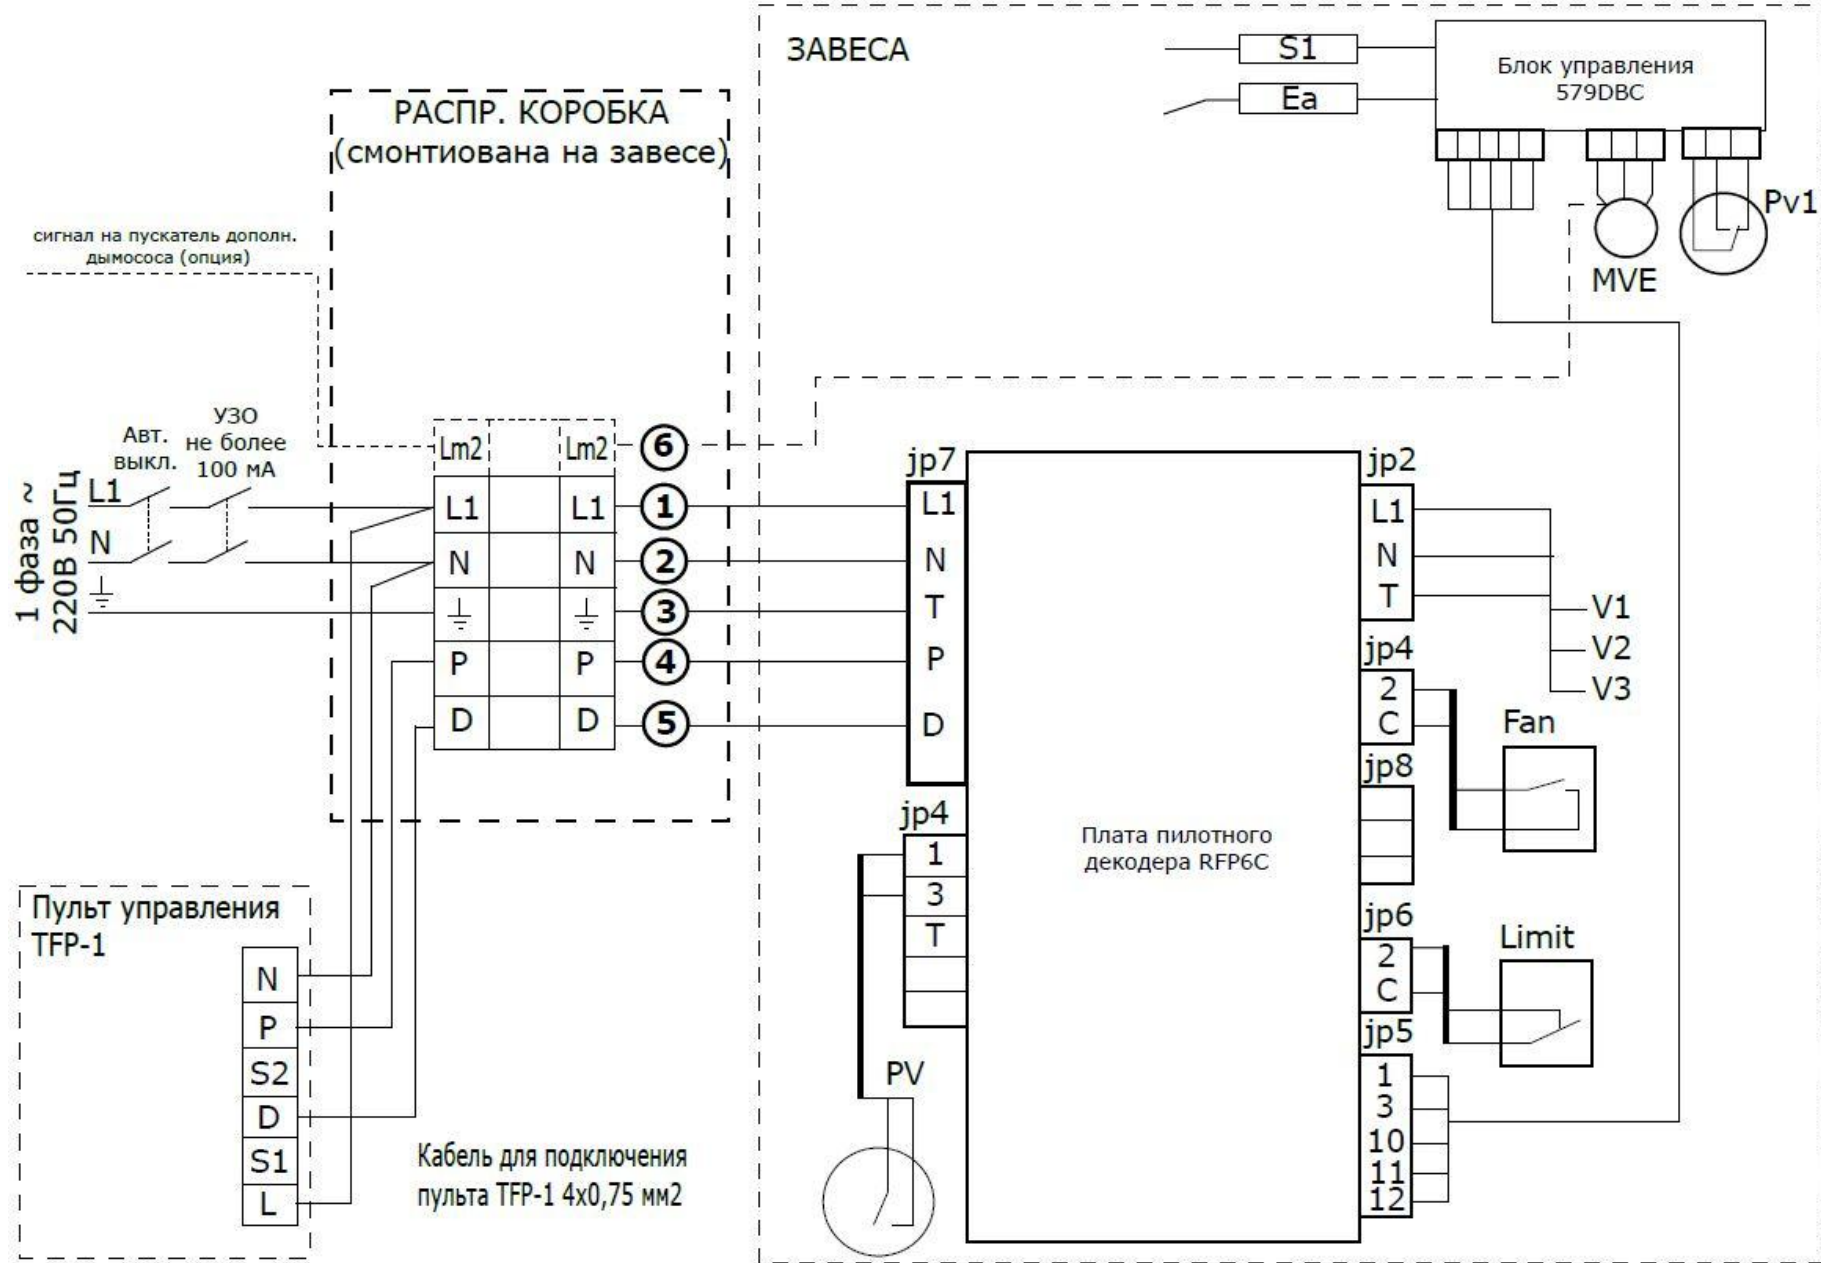 ЗАВЕСА
S1
Ea
Блок управления
579DBC
Pv1
MVE
РАСПР. КОРОБКА
(смонтиована на завесе)
сигнал на пускатель дополн.
дымососа (опция)
Авт.
выкл.
УЗО
не более
100 мА
1 фаза ~
220В 50Гц
L1
N
Lm2 Lm2 6
L1 L1 1
N N 2
3
P P 4
D D 5
jp7
L1
N
T
P
D
jp4
1
3
T
PV
Плата пилотного
декодера RFP6C
jp2
L1
N
T
V1
V2
V3
jp4
2
C
Fan
jp8
jp6
2
C
Limit
jp5
1
3
10
11
12
Пульт управления
TFP-1
N
P
S2
D
S1
L
Кабель для подключения
пульта TFP-1 4х0,75 мм2